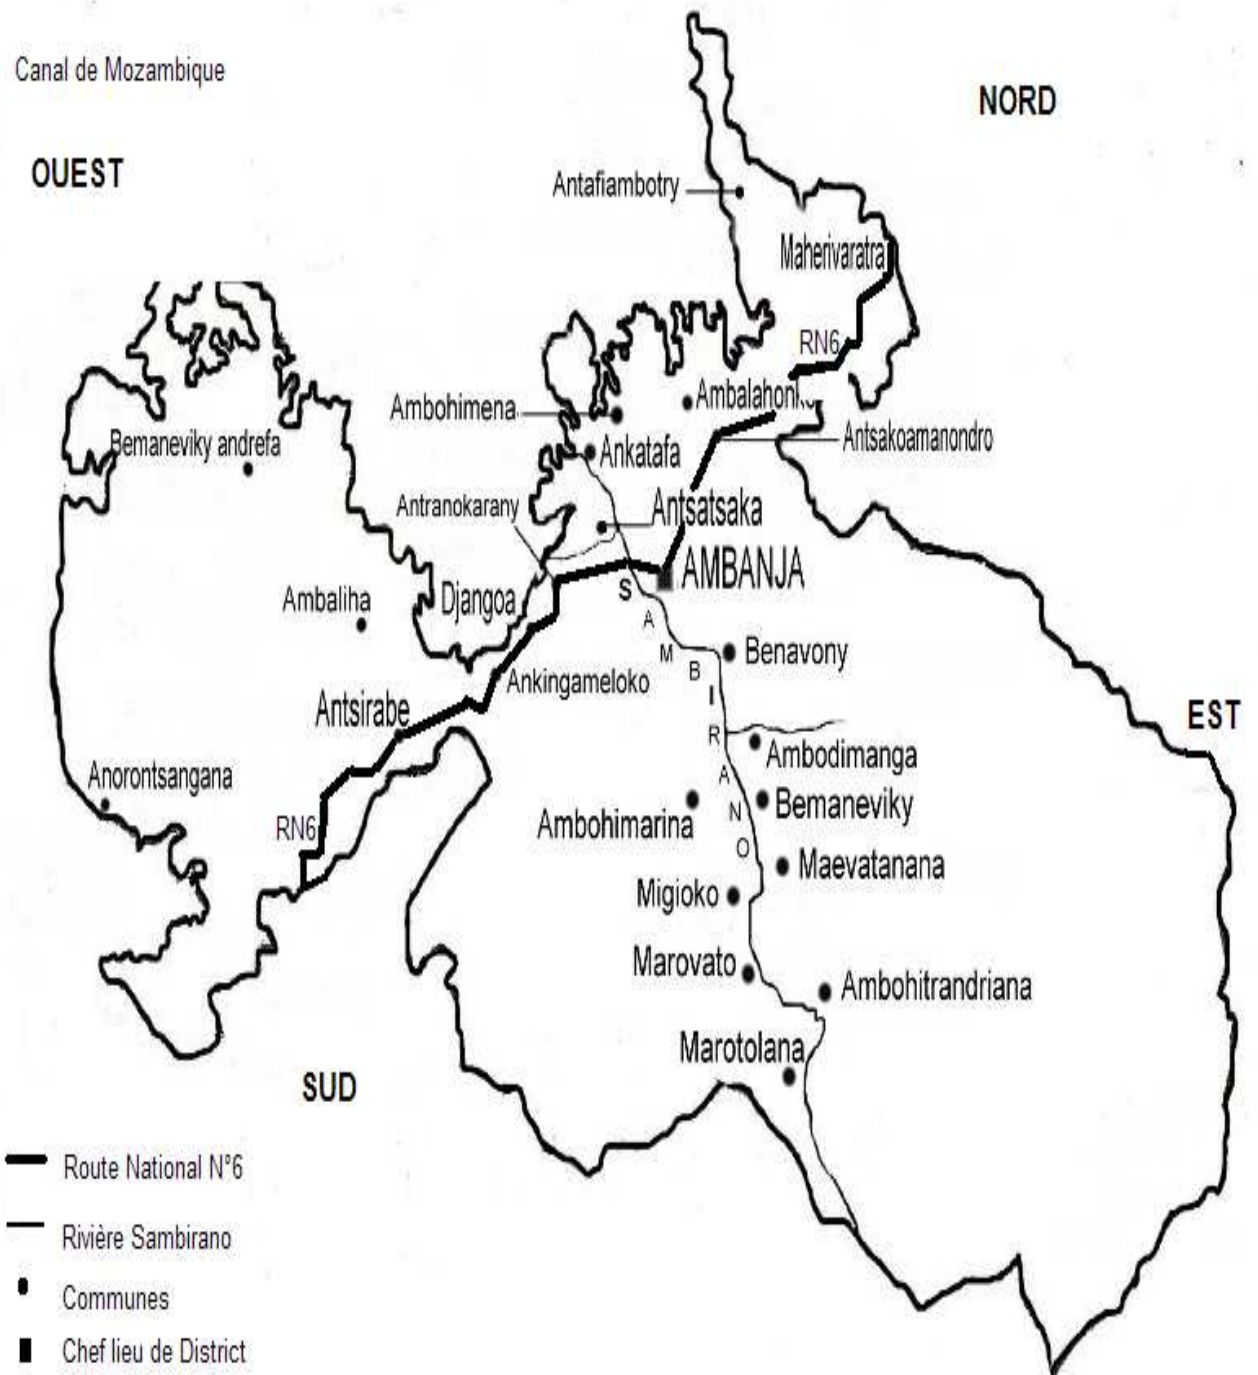 Canal de Mozambique
NORD
OUEST
Antafiambotry
Maherivaratra
RN6
Ambohimena
Ambalahonko
Bemaneviky andrefa
Ankatafa
Antsakoamanondro
Antranokarany
Antsatsaka
AMBANJA
Ambaliha
Djangoa
SAMBIRANO
Benavony
Ankingameloko
Antsirabe
EST
Ambodimanga
Anorontsangana
Bemaneviky
RN6
Ambohimarina
Maevatanana
Migioko
Marovato
Ambohitrandriana
Marotolana
SUD
Route National N°6
Rivière Sambirano
Communes
Chef lieu de District